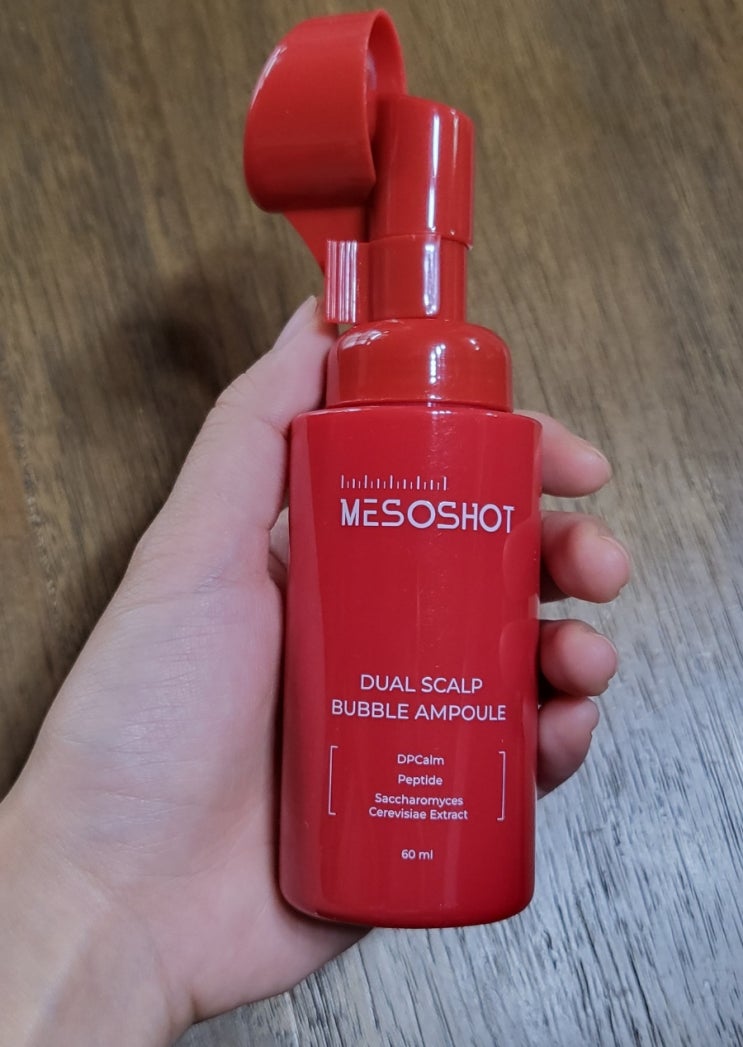 MESOSHOT
DUAL SCALP
BUBBLE AMPOULE
DPCalm
Peptide
Saccharomyces
Cerevisiae Extract
60 ml